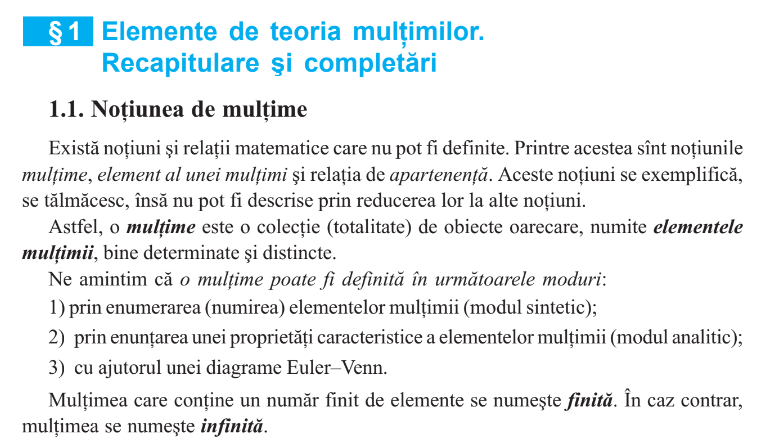 § 1 Elemente de teoria mulțimilor.
Recapitulare şi completări
1.1. Noțiunea de mulțime
Există noțiuni şi relații matematice care nu pot fi definite. Printre acestea sînt noțiunile
mulțime, element al unei mulțimi şi relația de apartenență. Aceste noțiuni se exemplifică,
se tălmăcesc, însă nu pot fi descrise prin reducerea lor la alte noțiuni.
Astfel, o mulțime este o colecție (totalitate) de obiecte oarecare, numite elementele
mulțimii, bine determinate şi distincte.
Ne amintim că o mulțime poate fi definită în următoarele moduri:
1) prin enumerarea (numirea) elementelor mulțimii (modul sintetic);
2) prin enunțarea unei proprietăți caracteristice a elementelor mulțimii (modul analitic);
3) cu ajutorul unei diagrame Euler–Venn.
Mulțimea care conține un număr finit de elemente se numeşte finită. În caz contrar,
mulțimea se numeşte infinită.